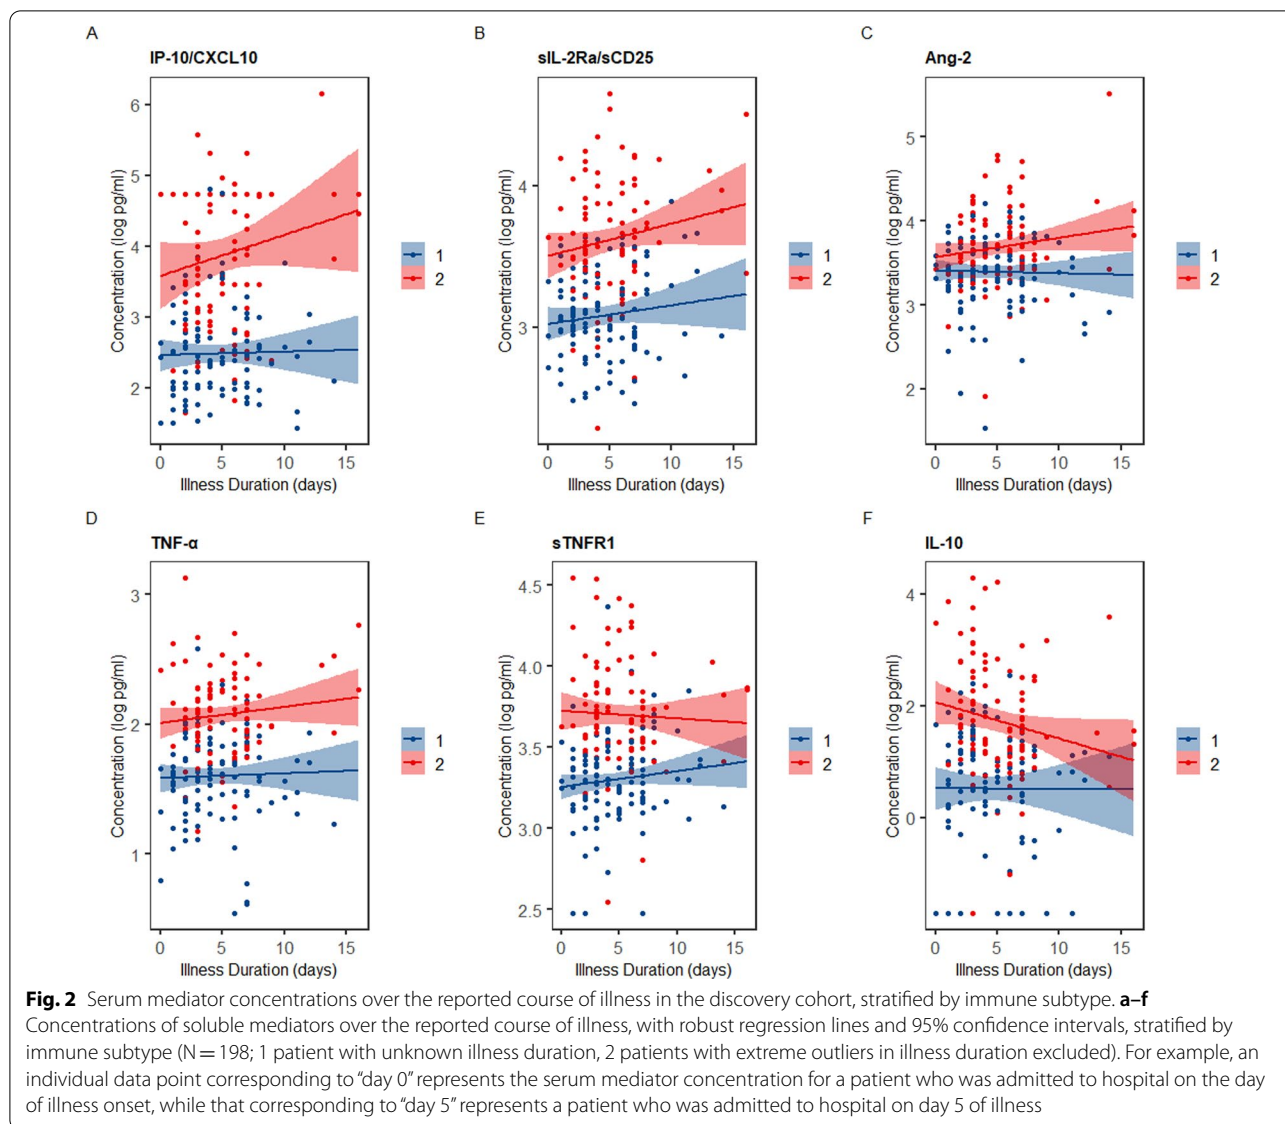 A
IP-10/CXCL10
Concentration (log pg/ml)
6
5
4
3
2
0 5 10 15
Illness Duration (days)
1
2
B
sIL-2Ra/sCD25
Concentration (log pg/ml)
4
3
0 5 10 15
Illness Duration (days)
1
2
C
Ang-2
Concentration (log pg/ml)
5
4
3
2
0 5 10 15
Illness Duration (days)
1
2
D
TNF-α
Concentration (log pg/ml)
3
2
1
0 5 10 15
Illness Duration (days)
1
2
E
sTNFR1
Concentration (log pg/ml)
4.5
4.0
3.5
3.0
2.5
0 5 10 15
Illness Duration (days)
1
2
F
IL-10
Concentration (log pg/ml)
4
2
0
0 5 10 15
Illness Duration (days)
1
2
Fig. 2 Serum mediator concentrations over the reported course of illness in the discovery cohort, stratified by immune subtype. a–f
Concentrations of soluble mediators over the reported course of illness, with robust regression lines and 95% confidence intervals, stratified by
immune subtype (N = 198; 1 patient with unknown illness duration, 2 patients with extreme outliers in illness duration excluded). For example, an
individual data point corresponding to “day 0” represents the serum mediator concentration for a patient who was admitted to hospital on the day
of illness onset, while that corresponding to “day 5” represents a patient who was admitted to hospital on day 5 of illness